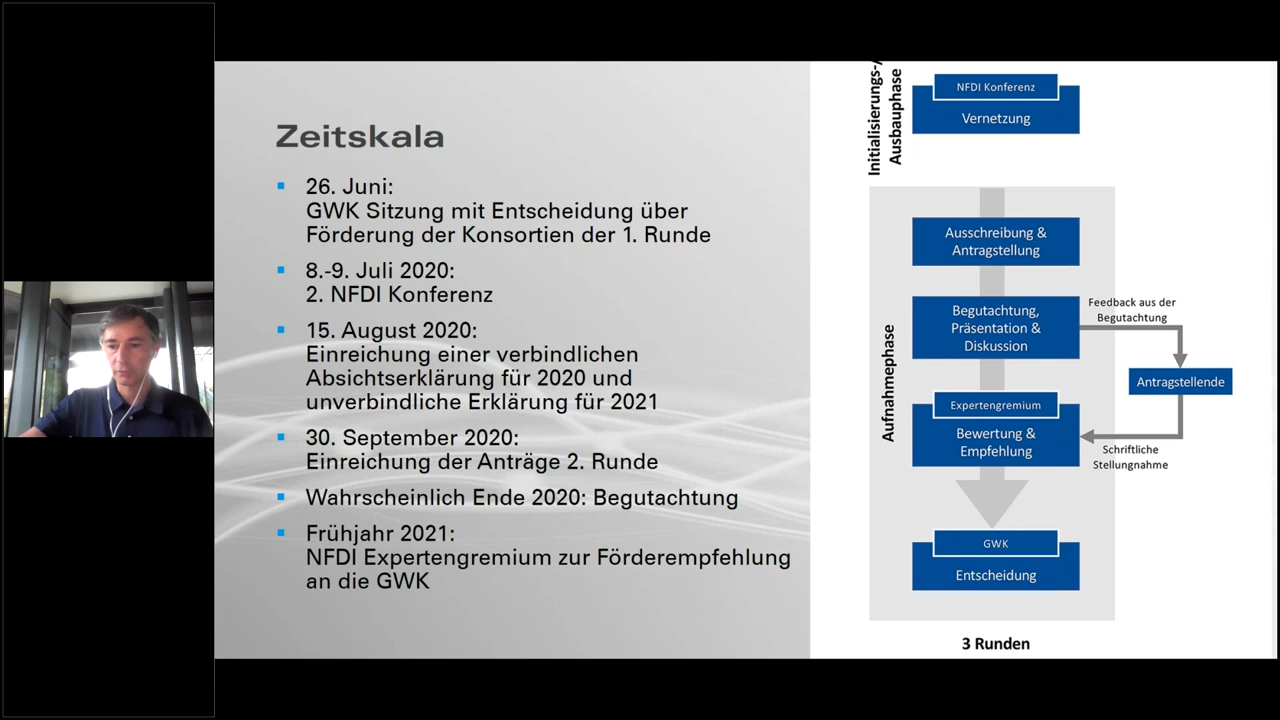 Zeitskala
26. Juni:
GWK Sitzung mit Entscheidung über
Förderung der Konsortien der 1. Runde
8.-9. Juli 2020:
2. NFDI Konferenz
15. August 2020:
Einreichung einer verbindlichen
Absichtserklärung für 2020 und
unverbindliche Erklärung für 2021
30. September 2020:
Einreichung der Anträge 2. Runde
Wahrscheinlich Ende 2020: Begutachtung
Frühjahr 2021:
NFDI Expertengremium zur Förderempfehlung
an die GWK
Initialisierungs-/
Ausbauphase
NFDI Konferenz
Vernetzung
Aufnahmephase
Ausschreibung &
Antragstellung
Begutachtung,
Präsentation &
Diskussion
Feedback aus der
Begutachtung
Antragstellende
Schriftliche
Stellungnahme
Expertengremium
Bewertung &
Empfehlung
GWK
Entscheidung
3 Runden